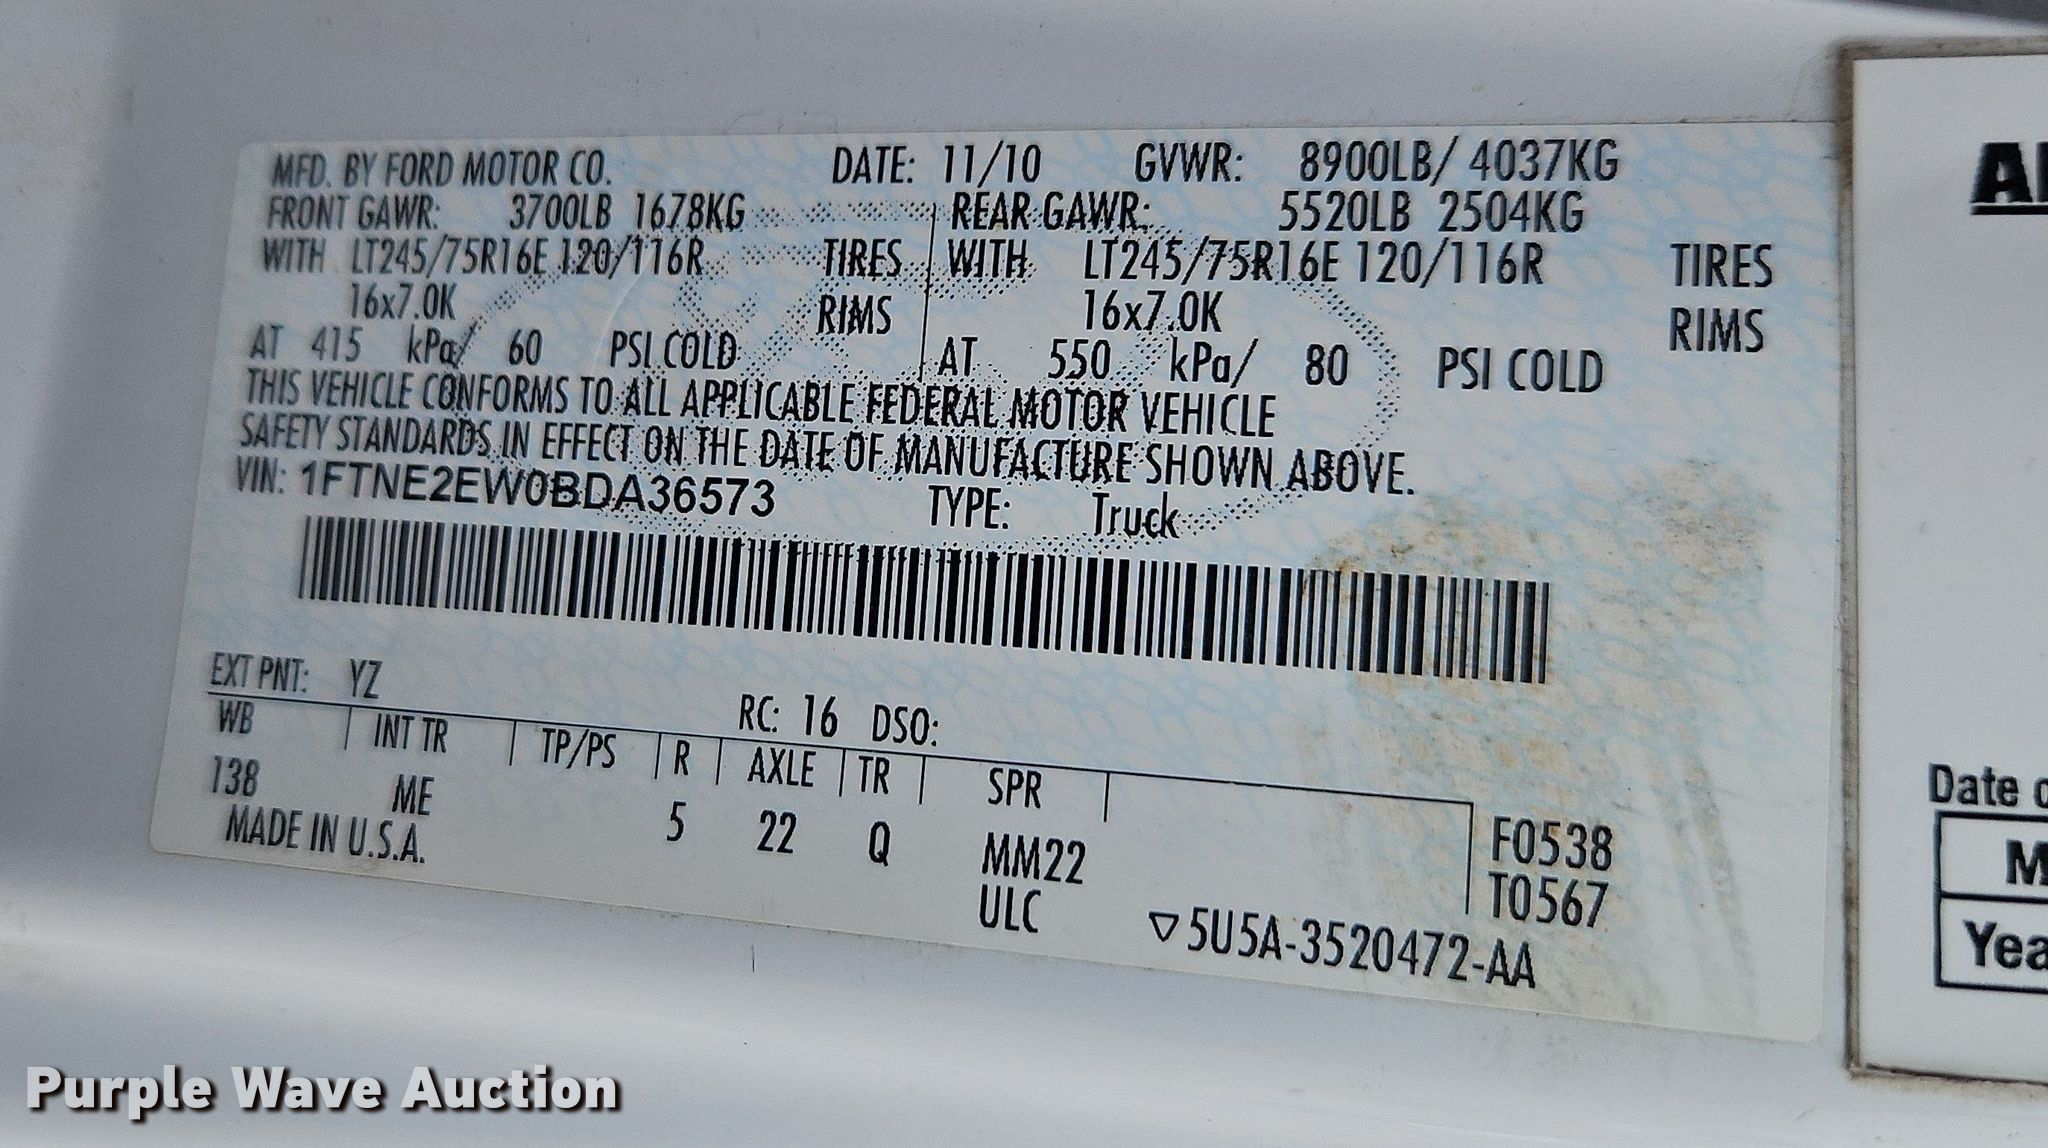 MFD. BY FORD MOTOR CO. DATE: 11/10 GVWR: 8900LB/ 4037KG
FRONT GAWR: 3700LB 1678KG REAR GAWR: 5520LB 2504KG
WITH LT245/75R16E 120/116R TIRES WITH LT245/75R16E 120/116R TIRES
16x7.0K RIMS 16x7.0K RIMS
AT 415 kPa/ 60 PSI COLD AT 550 kPa/ 80 PSI COLD
THIS VEHICLE CONFORMS TO ALL APPLICABLE FEDERAL MOTOR VEHICLE
SAFETY STANDARDS IN EFFECT ON THE DATE OF MANUFACTURE SHOWN ABOVE.
VIN: 1FTNE2EW0BDA36573 TYPE: Truck
EXT PNT: YZ RC: 16 DSO:
WB INT TR TP/PS R AXLE TR SPR
138 ME 5 22 Q MM22 F0538
MADE IN U.S.A. ULC T0567
▽5U5A-3520472-AA
Date
Purple Wave Auction